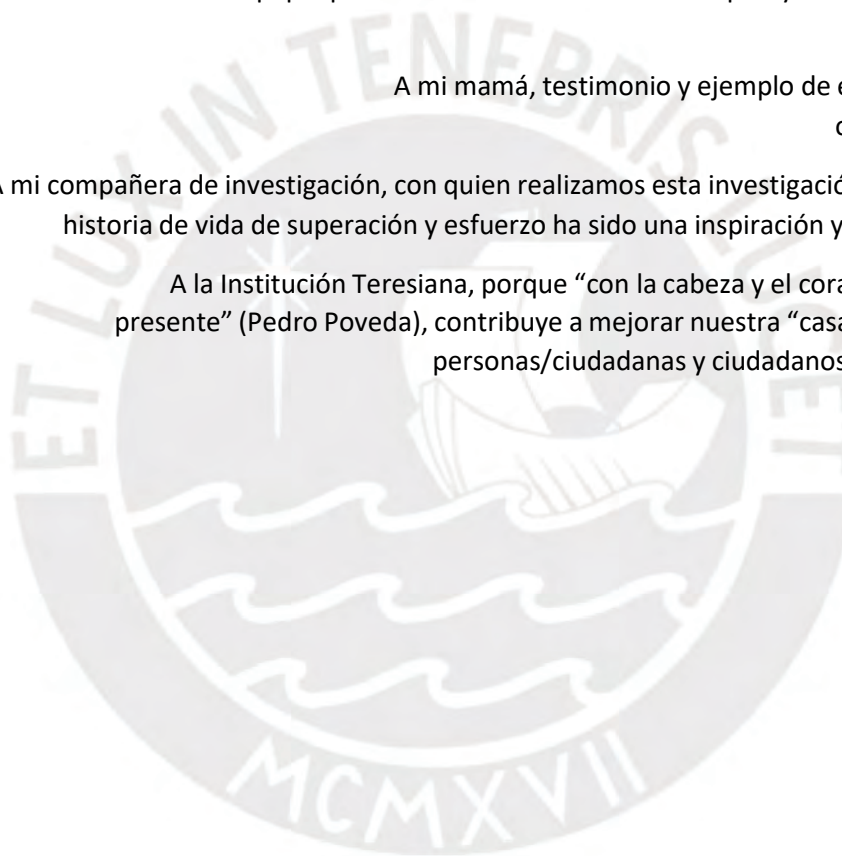 A mi mamá, testimonio y ejemplo de
A mi compañera de investigación, con quien realizamos esta investigació
historia de vida de superación y esfuerzo ha sido una inspiración y
A la Institución Teresiana, porque “con la cabeza y el cora
presente” (Pedro Poveda), contribuye a mejorar nuestra “casa
personas/ciudadanas y ciudadanos
ET LUX IN TENEBRIS LUCET
MCMXVII